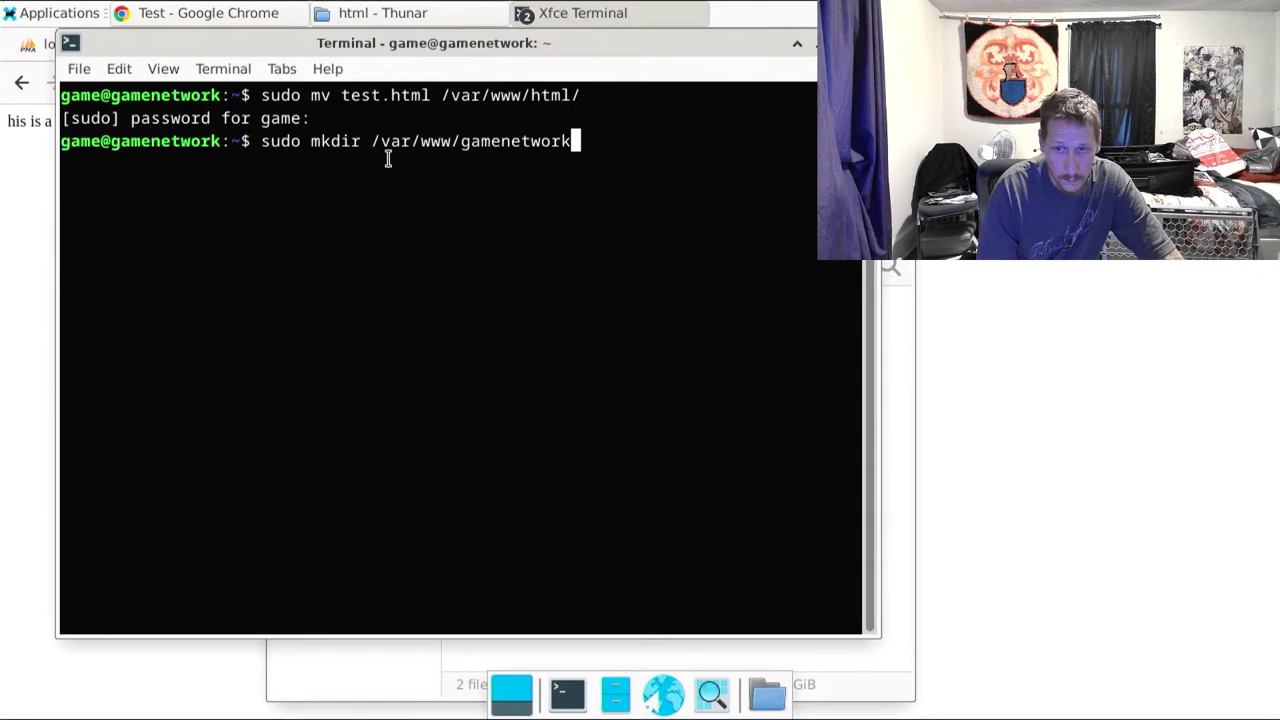 Applications
Test - Google Chrome
html - Thunar
2
Xfce Terminal
Terminal - game@gamenetwork: ~
File Edit View Terminal Tabs Help
game@gamenetwork:~$ sudo mv test.html /var/www/html/
[sudo] password for game:
his is a
game@gamenetwork:~$ sudo mkdir /var/www/gamenetwork
2 file
GiB